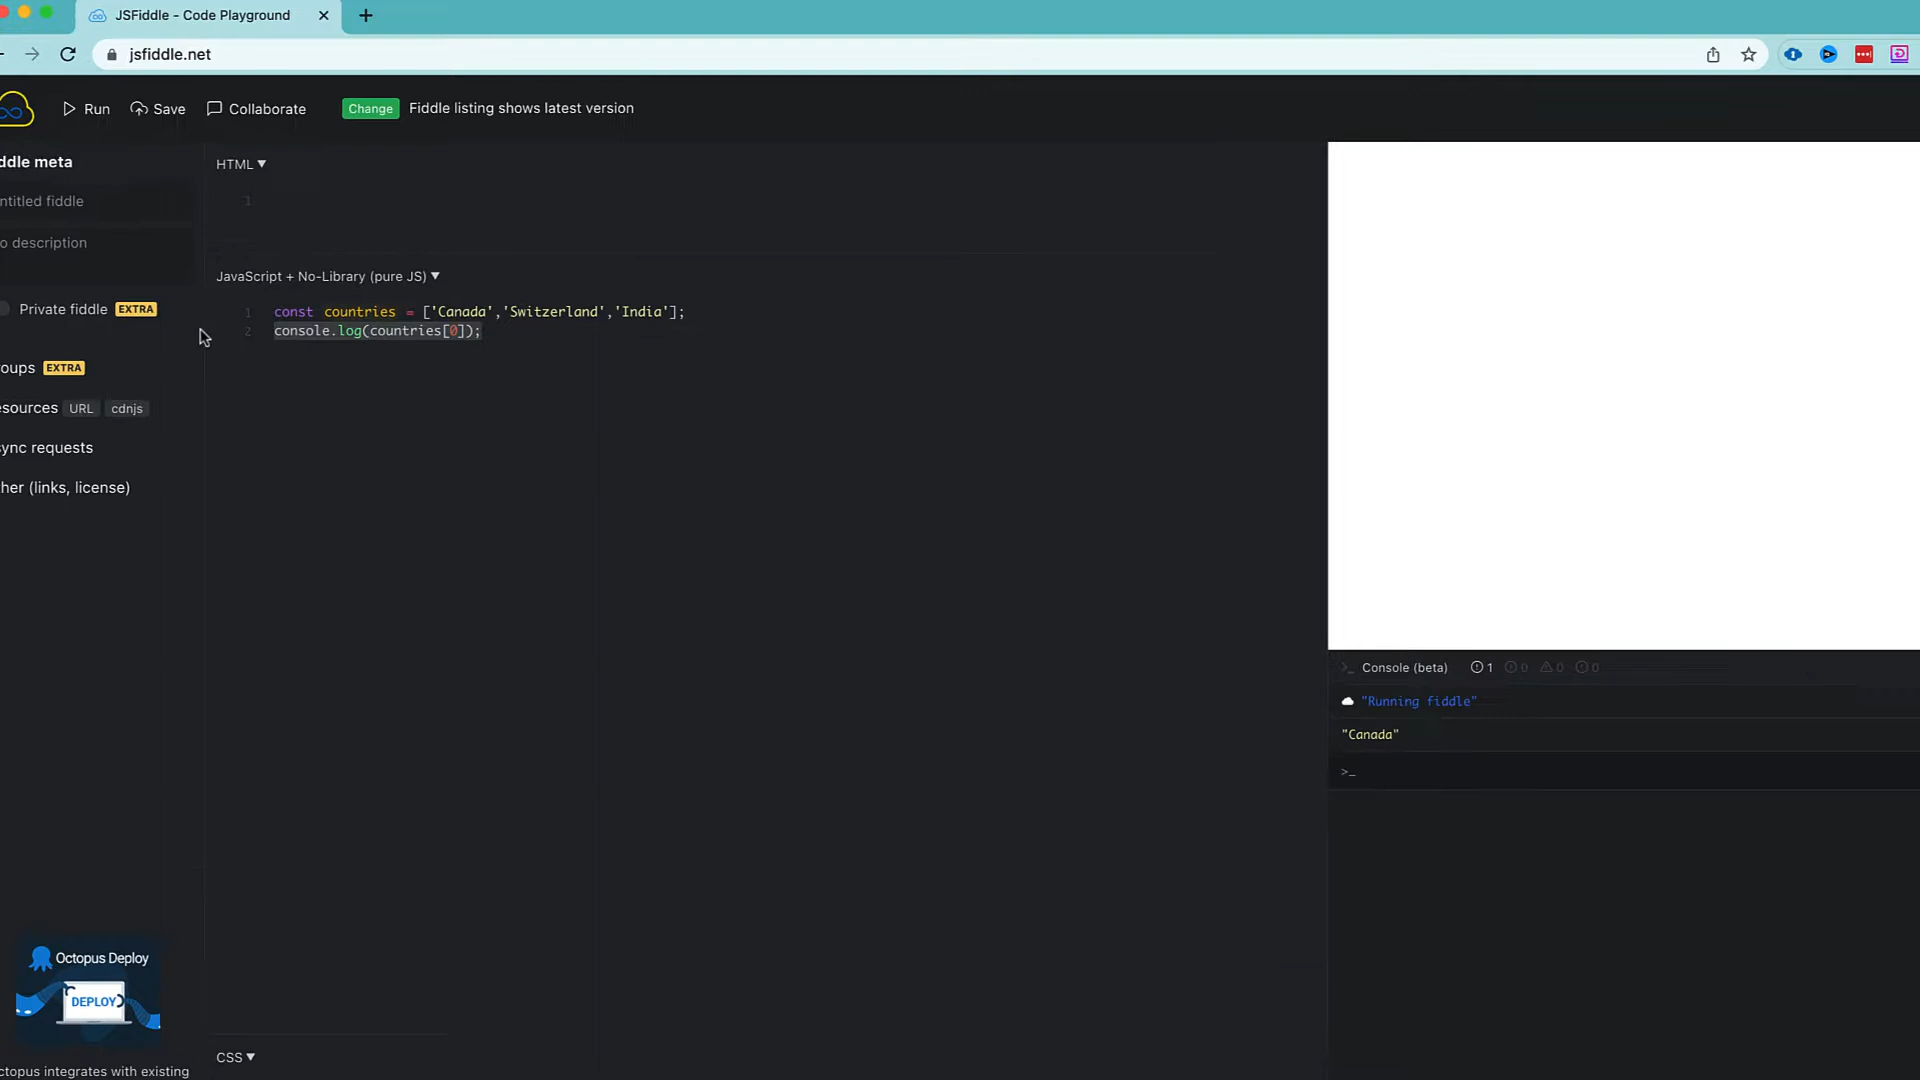 JSFiddle - Code Playground
jsfiddle.net
Run
Save
Collaborate
Change
Fiddle listing shows latest version
ddle meta
ntitled fiddle
o description
Private fiddle EXTRA
oups EXTRA
esources URL cdnjs
sync requests
ther (links, license)
Octopus Deploy
DEPLOY
ctopus integrates with existing
HTML ▼
1
JavaScript + No-Library (pure JS) ▼
1 const countries = ['Canada','Switzerland','India'];
2 console.log(countries[0]);
CSS ▼
>_ Console (beta) 1 0 0 0
"Running fiddle"
"Canada"
>_